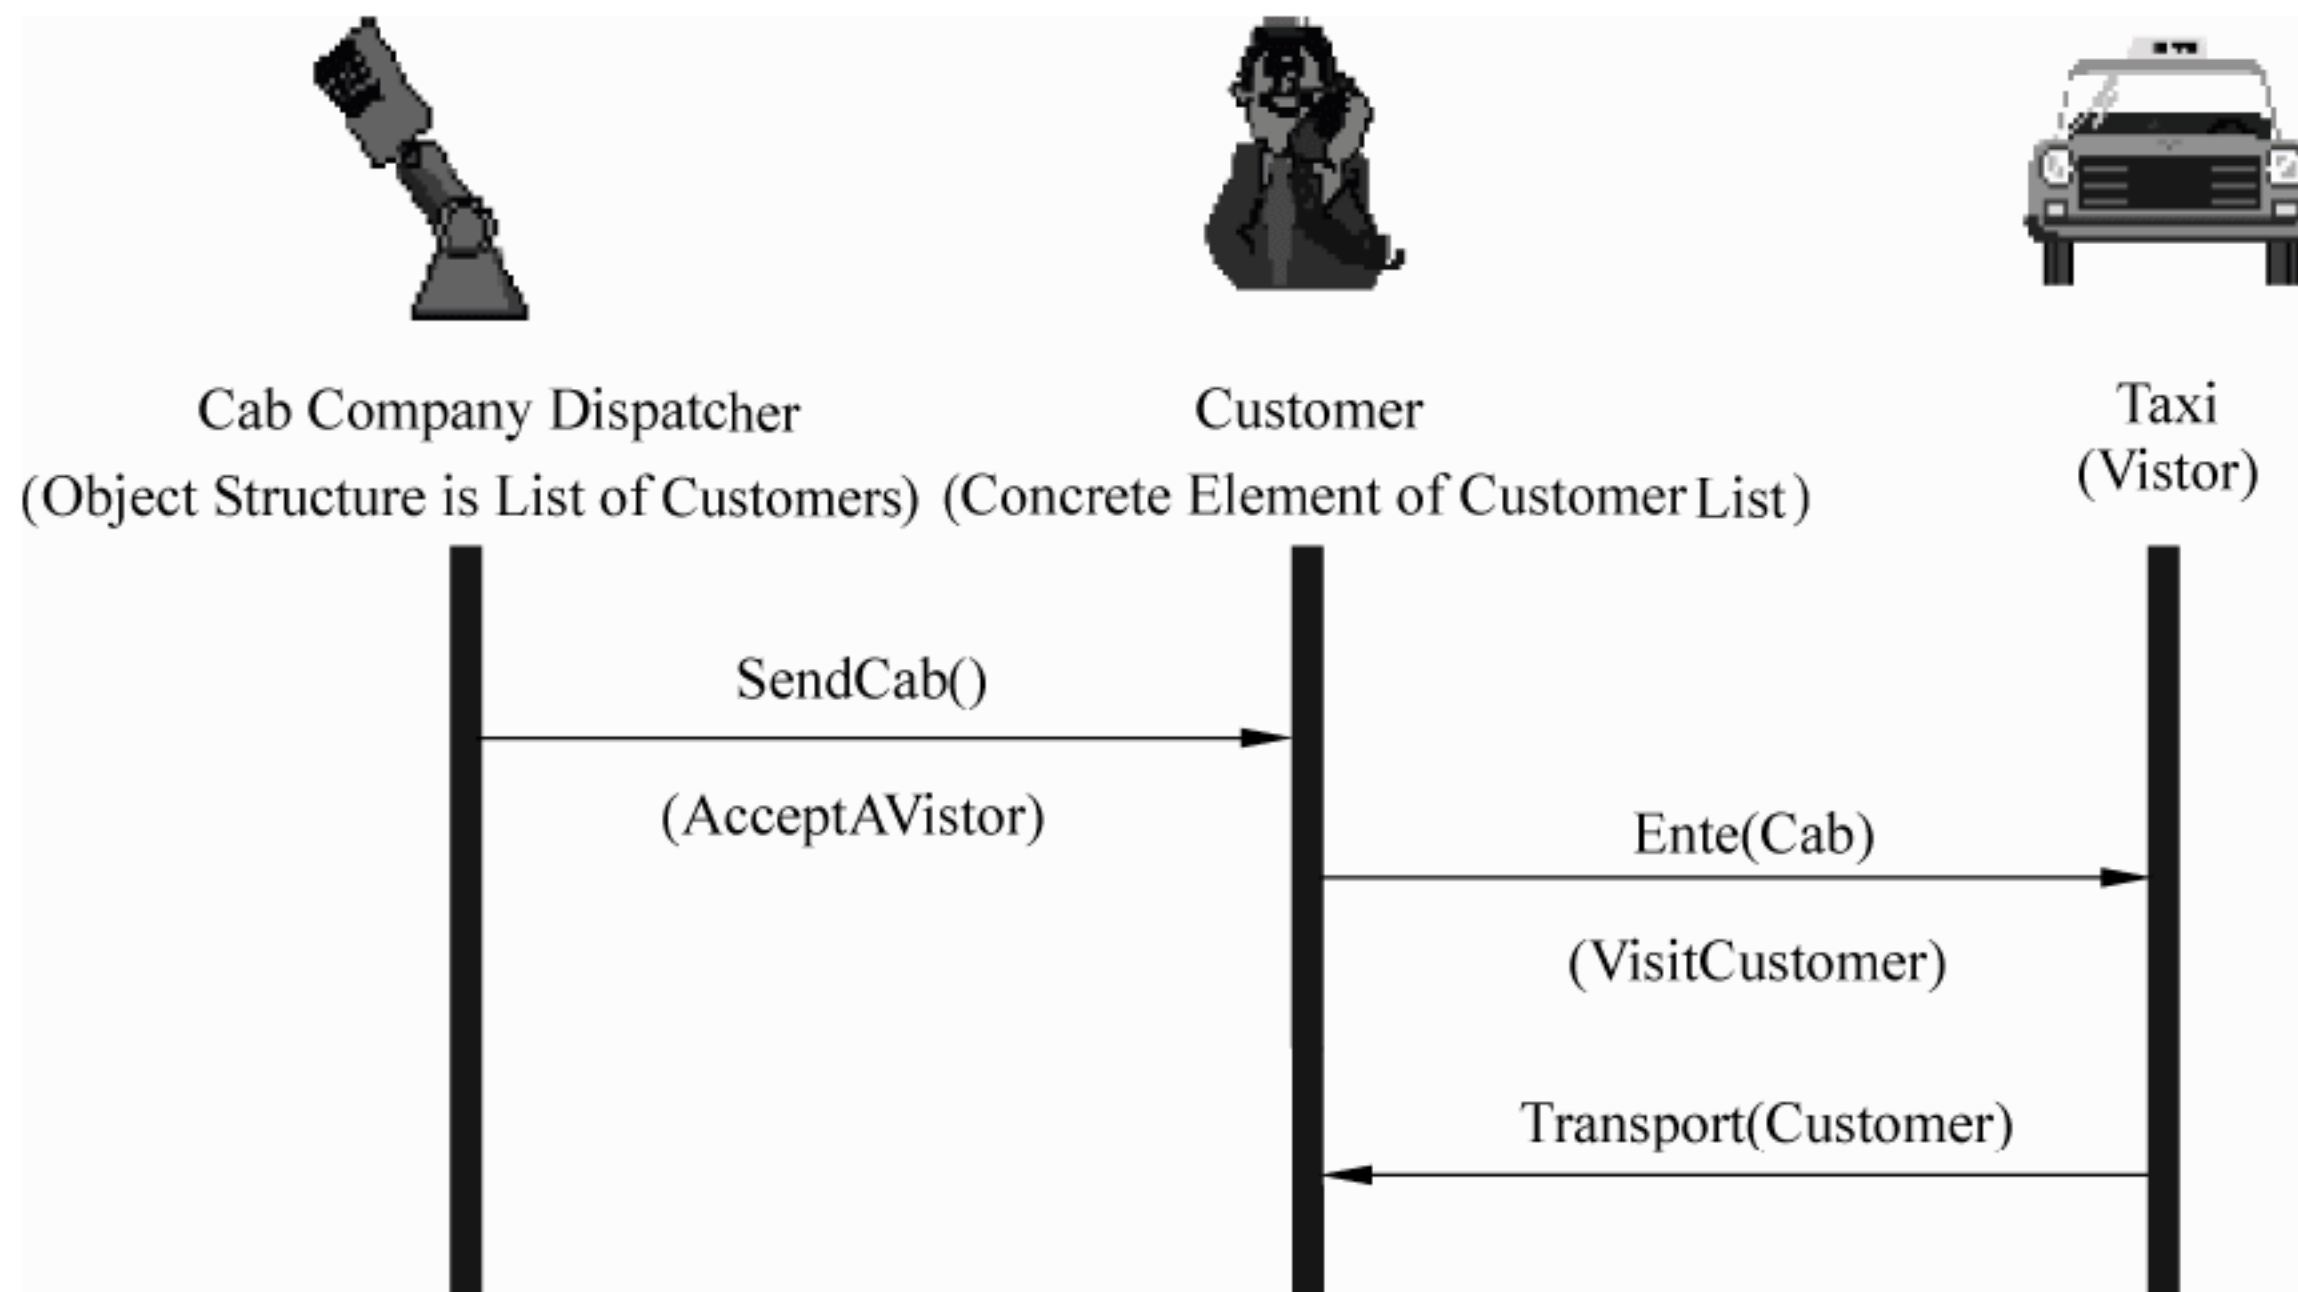 Cab Company Dispatcher
(Object Structure is List of Customers)
Customer
(Concrete Element of Customer List)
Taxi
(Vistor)
SendCab()
(AcceptAVistor)
Ente(Cab)
(VisitCustomer)
Transport(Customer)